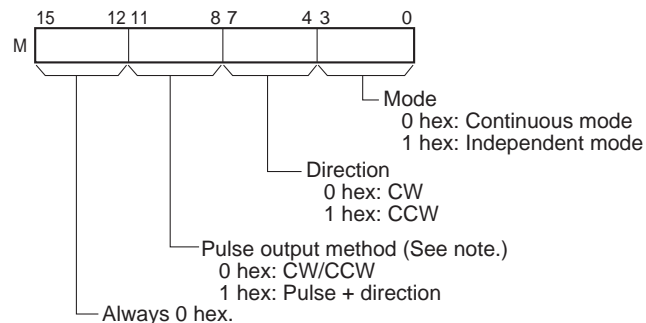 15 12 11 8 7 4 3 0
M
Mode
0 hex: Continuous mode
1 hex: Independent mode
Direction
0 hex: CW
1 hex: CCW
Pulse output method (See note.)
0 hex: CW/CCW
1 hex: Pulse + direction
Always 0 hex.